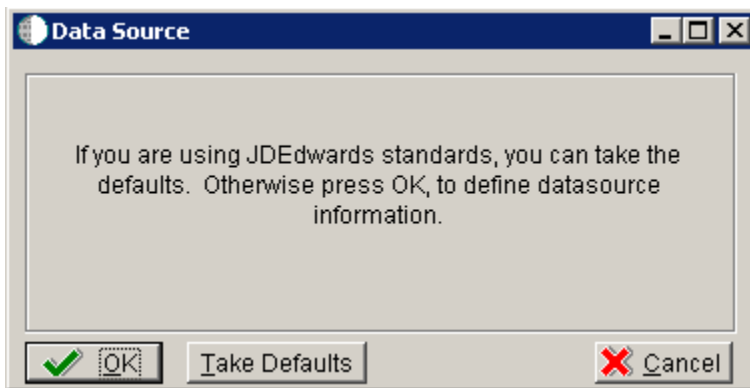 Data Source
If you are using JDEdwards standards, you can take the
defaults. Otherwise press OK, to define datasource
information.
OK
Take Defaults
Cancel